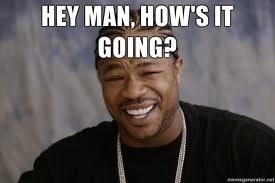 HEY MAN, HOW'S IT
GOING?
memegenerator.net